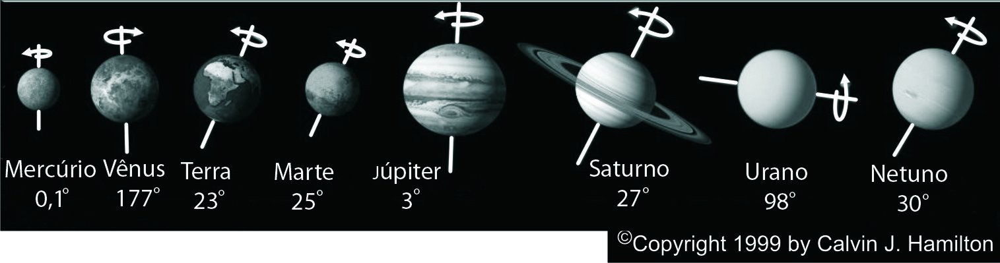 Mercúrio Vênus Terra Marte Júpiter Saturno Urano Netuno
0,1° 177° 23° 25° 3° 27° 98° 30°
©Copyright 1999 by Calvin J. Hamilton